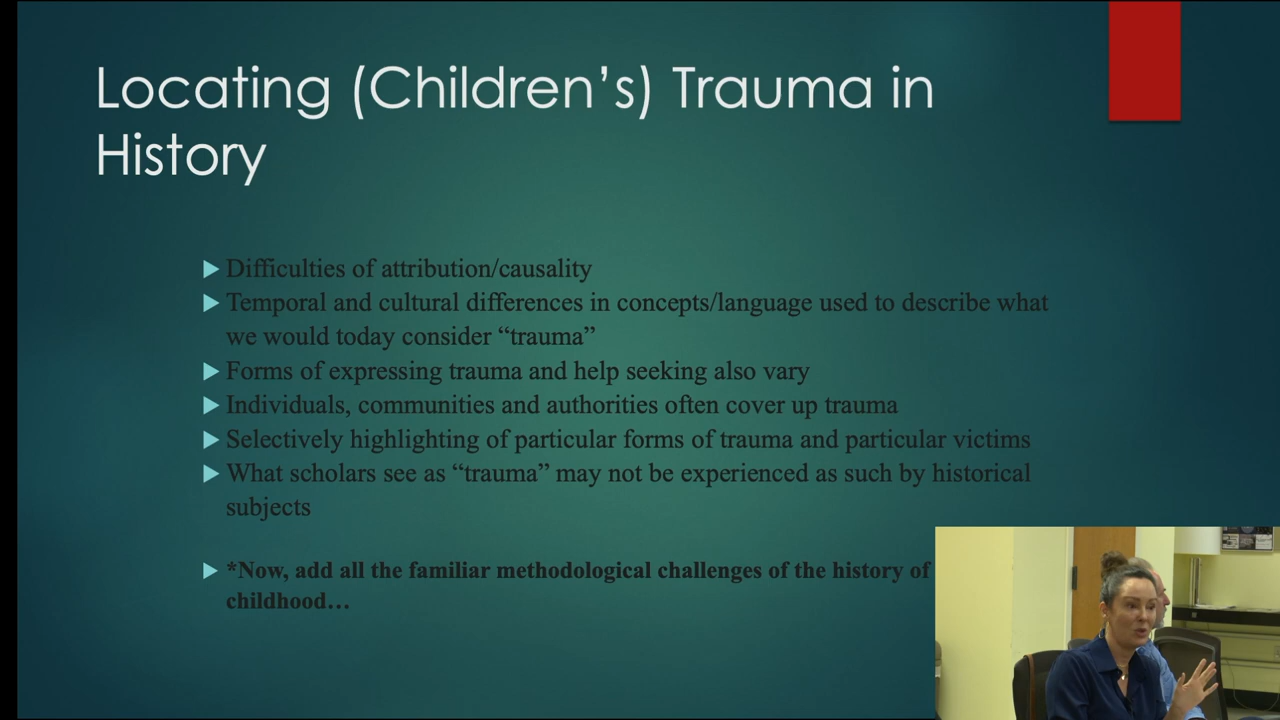 Locating (Children’s) Trauma in
History
Difficulties of attribution/causality
Temporal and cultural differences in concepts/language used to describe what
we would today consider “trauma”
Forms of expressing trauma and help seeking also vary
Individuals, communities and authorities often cover up trauma
Selectively highlighting of particular forms of trauma and particular victims
What scholars see as “trauma” may not be experienced as such by historical
subjects
*Now, add all the familiar methodological challenges of the history of
childhood…